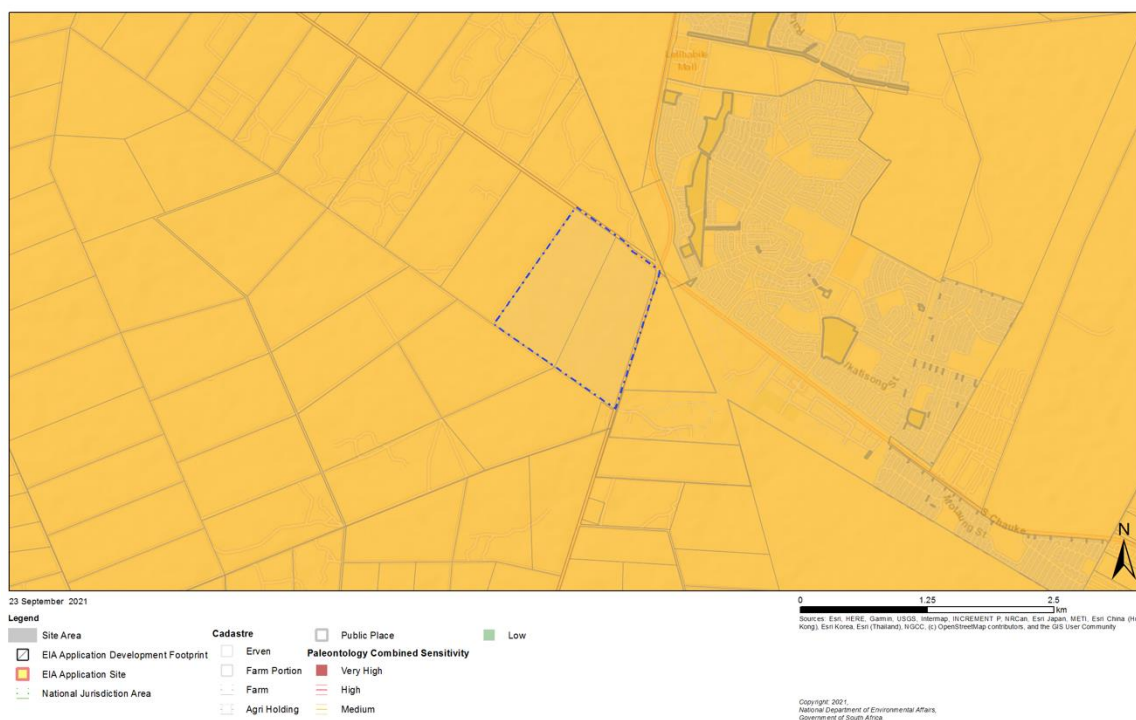 Mall
S Chauke
Motaung St
N
23 September 2021
0 1.25 2.5
km
Legend
Site Area
EIA Application Development Footprint
EIA Application Site
National Jurisdiction Area
Cadastre
Erven
Farm Portion
Farm
Agri Holding
Public Place
Paleontology Combined Sensitivity
Very High
High
Medium
Low
Sources: Esri, HERE, Garmin, USGS, Intermap, INCREMENT P, NRCan, Esri Japan, METI, Esri China (Ho
Kong), Esri Korea, Esri (Thailand), NGCC, (c) OpenStreetMap contributors, and the GIS User Community
Copyright: 2021,
National Department of Environmental Affairs,
Government of South Africa